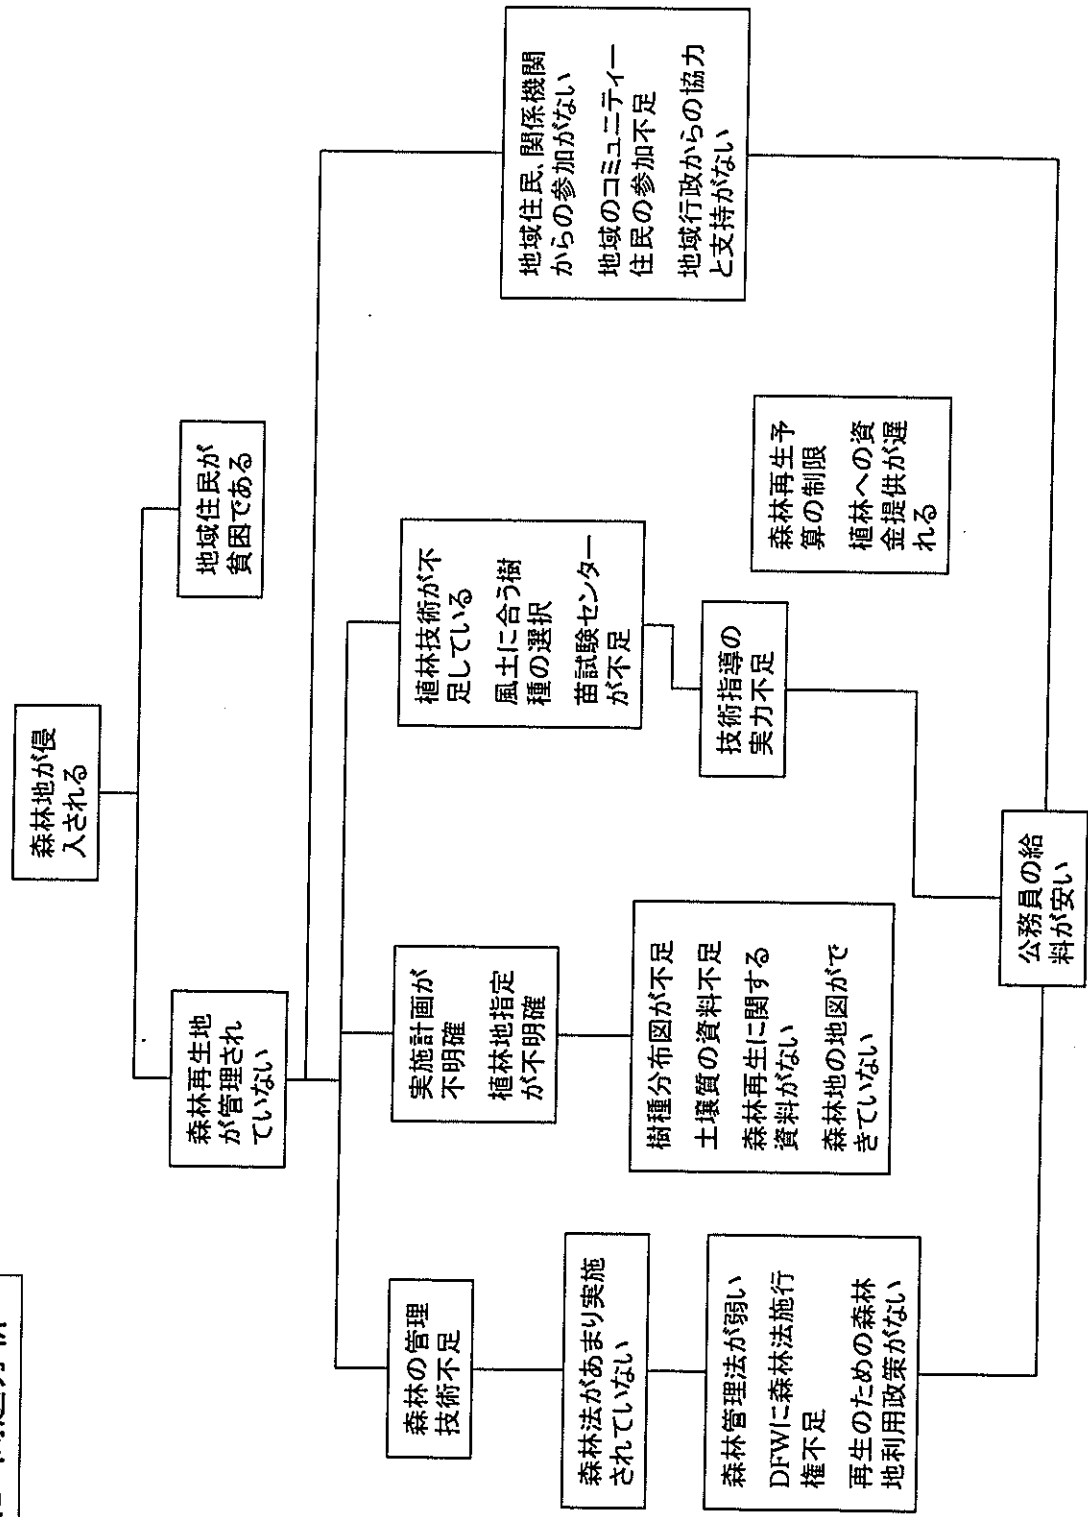 問題分析
森林地が侵
入される
森林再生地
が管理され
ていない
地域住民が
貧困である
森林の管理
技術不足
実施計画が
不明確
植林地指定
が不明確
植林技術が不
足している
風土に合う樹
種の選択
苗試験センター
が不足
地域住民、関係機関
からの参加がない
地域のコミュニティー
住民の参加不足
地域行政からの協力
と支持がない
森林法があまり実施
されていない
樹種分布図が不足
土壌質の資料不足
森林再生に関する
資料がない
森林地の地図がで
きていない
技術指導の
実力不足
森林再生予
算の制限
植林への資
金提供が遅
れる
森林管理法が弱い
DFWに森林法施行
権不足
再生のための森林
地利用政策がない
公務員の給
料が安い